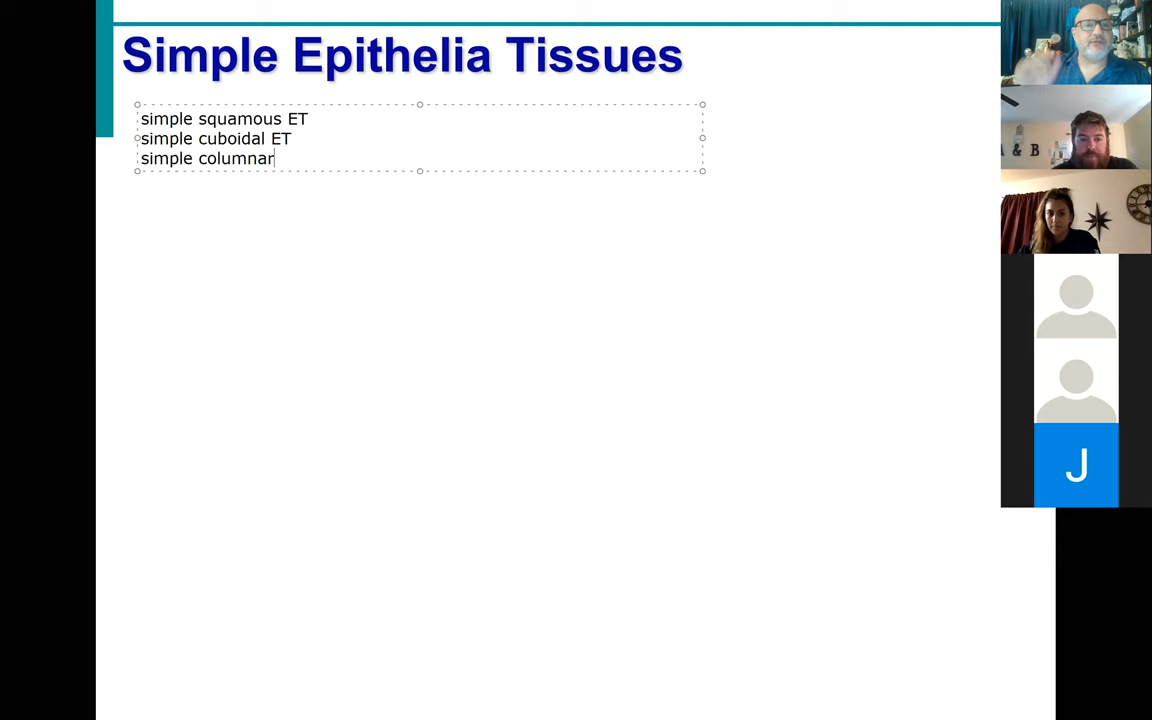 Simple Epithelia Tissues
simple squamous ET
simple cuboidal ET
simple columnar
& B
J